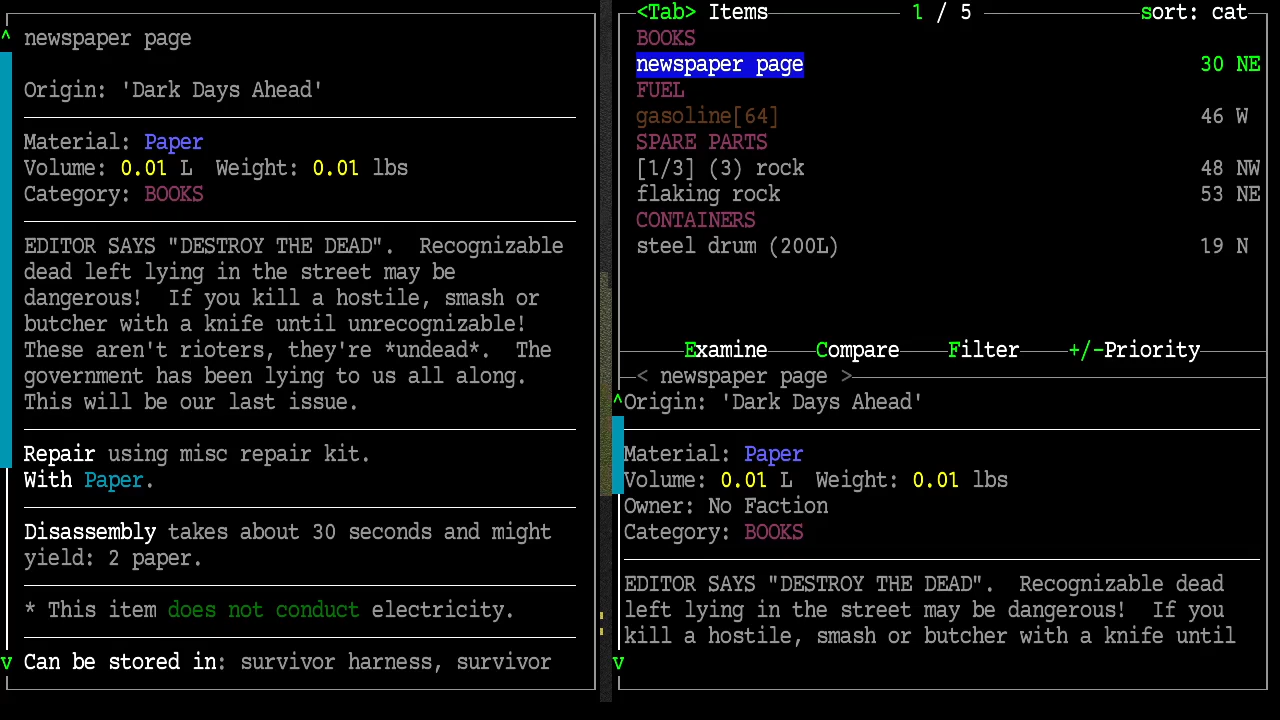 newspaper page
Origin: 'Dark Days Ahead'
Material: Paper
Volume: 0.01 L  Weight: 0.01 lbs
Category: BOOKS
EDITOR SAYS "DESTROY THE DEAD".  Recognizable
dead left lying in the street may be
dangerous!  If you kill a hostile, smash or
butcher with a knife until unrecognizable!
These aren't rioters, they're *undead*.  The
government has been lying to us all along.
This will be our last issue.
Repair using misc repair kit.
With Paper.
Disassembly takes about 30 seconds and might
yield: 2 paper.
* This item does not conduct electricity.
Can be stored in: survivor harness, survivor
<Tab> Items 1 / 5 sort: cat
BOOKS
newspaper page 30 NE
FUEL
gasoline[64] 46 W
SPARE PARTS
[1/3] (3) rock 48 NW
flaking rock 53 NE
CONTAINERS
steel drum (200L) 19 N
Examine Compare Filter +/-Priority
< newspaper page >
Origin: 'Dark Days Ahead'
Material: Paper
Volume: 0.01 L  Weight: 0.01 lbs
Owner: No Faction
Category: BOOKS
EDITOR SAYS "DESTROY THE DEAD".  Recognizable dead
left lying in the street may be dangerous!  If you
kill a hostile, smash or butcher with a knife until